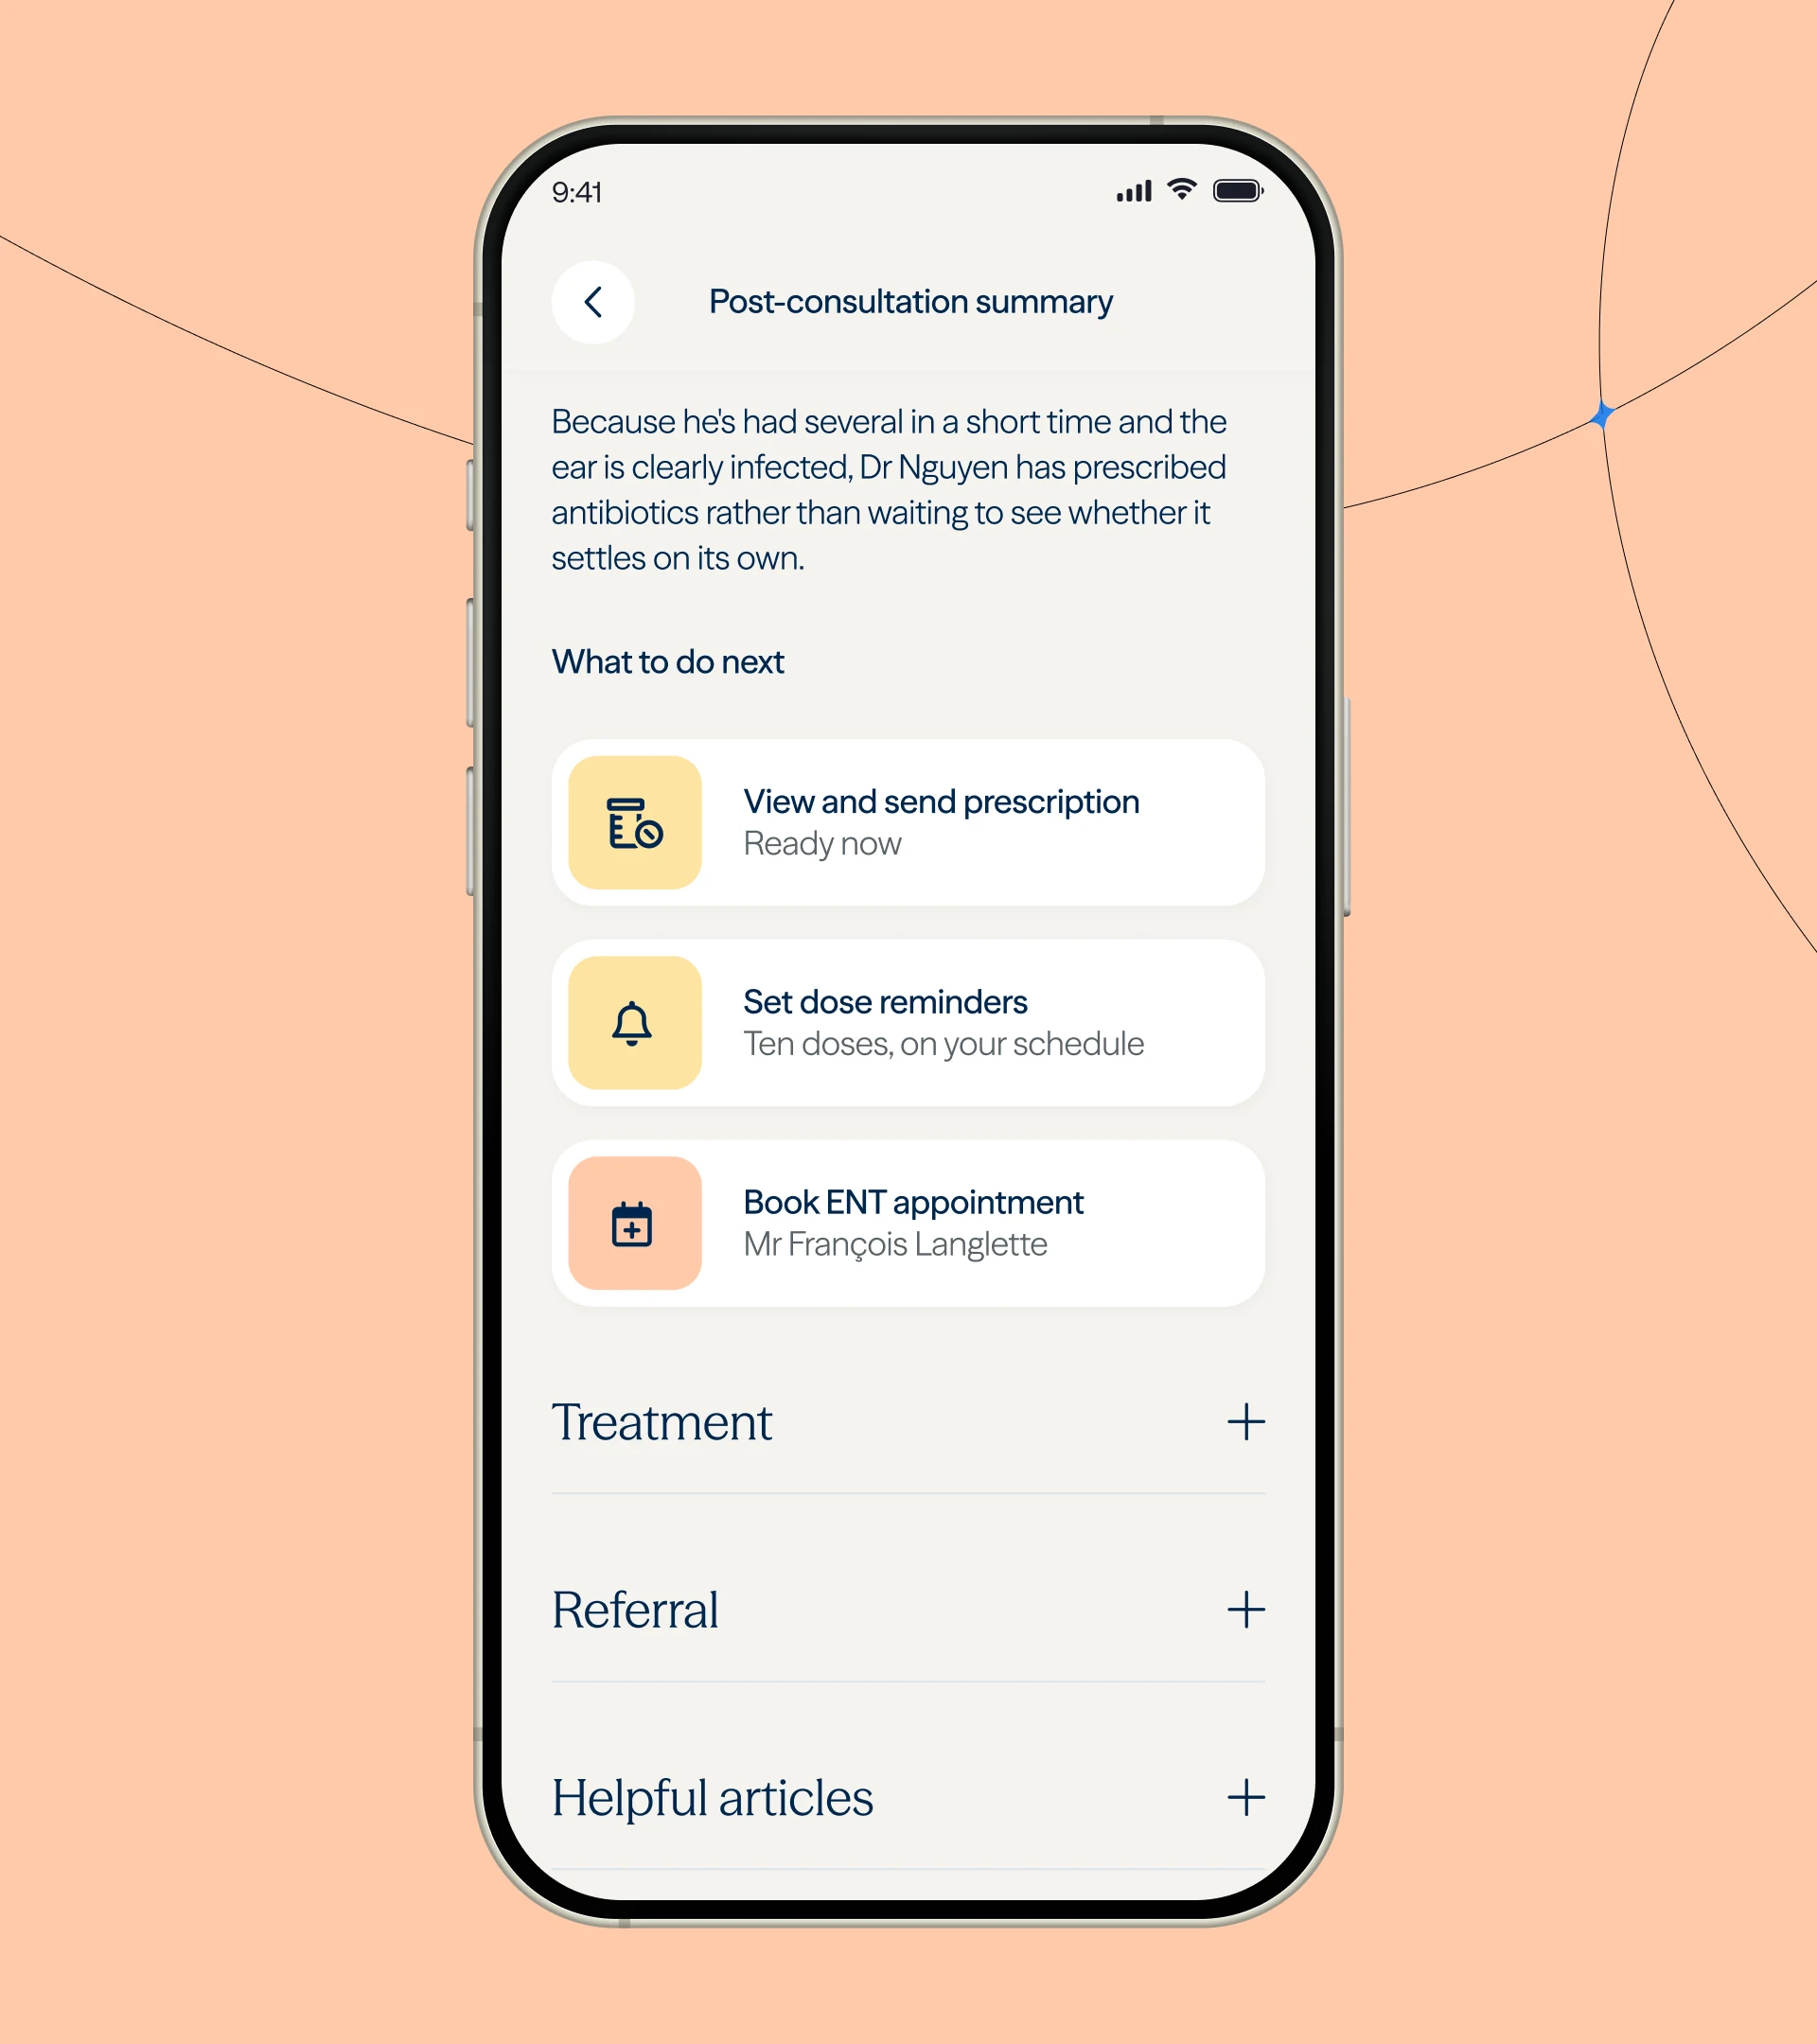 9:41
Post-consultation summary
Because he's had several in a short time and the
ear is clearly infected, Dr Nguyen has prescribed
antibiotics rather than waiting to see whether it
settles on its own.
What to do next
View and send prescription
Ready now
Set dose reminders
Ten doses, on your schedule
Book ENT appointment
Mr François Langlette
Treatment
Referral
Helpful articles